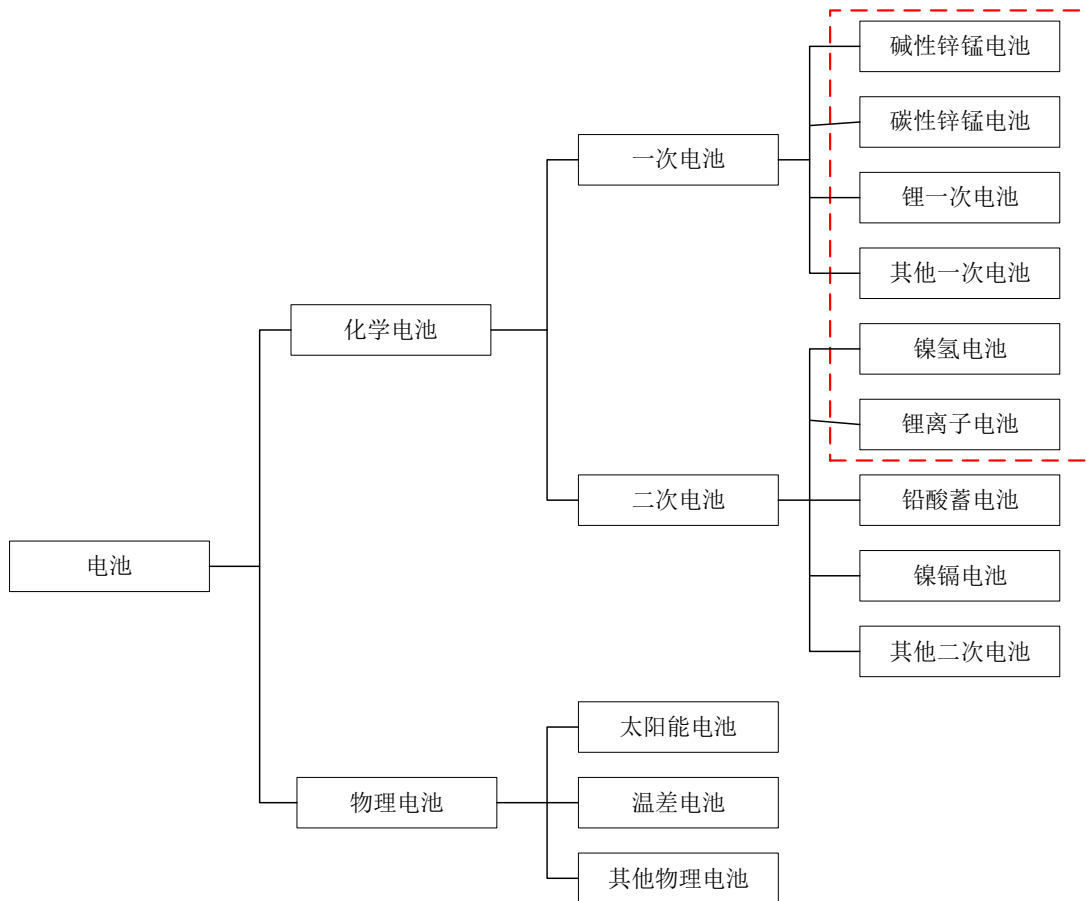 碱性锌锰电池
碳性锌锰电池
一次电池
锂一次电池
其他一次电池
化学电池
镍氢电池
锂离子电池
二次电池
铅酸蓄电池
电池
镍镉电池
其他二次电池
太阳能电池
物理电池
温差电池
其他物理电池